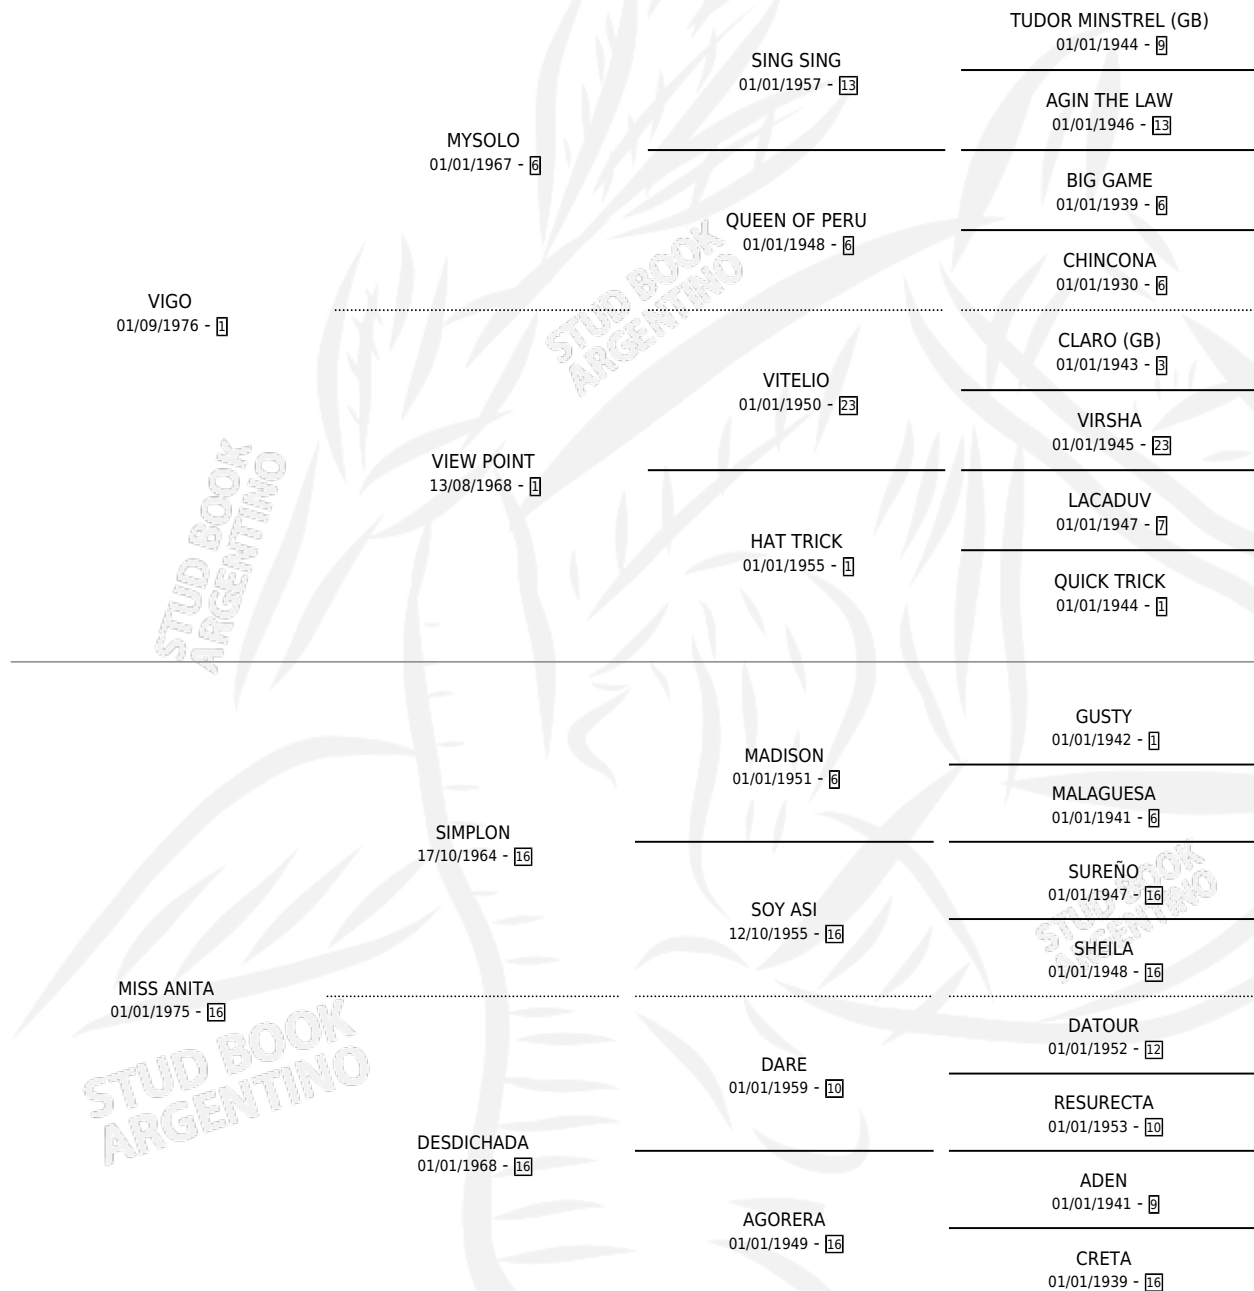 TUDOR MINSTREL (GB)
01/01/1944 - 9
SING SING
01/01/1957 - 13
AGIN THE LAW
01/01/1946 - 13
MYSOLO
01/01/1967 - 6
BIG GAME
01/01/1939 - 6
QUEEN OF PERU
01/01/1948 - 6
CHINCONA
01/01/1930 - 6
VIGO
01/09/1976 - 1
CLARO (GB)
01/01/1943 - 3
VITELIO
01/01/1950 - 23
VIRSHA
01/01/1945 - 23
VIEW POINT
13/08/1968 - 1
LACADUV
01/01/1947 - 7
HAT TRICK
01/01/1955 - 1
QUICK TRICK
01/01/1944 - 1
GUSTY
01/01/1942 - 1
MADISON
01/01/1951 - 6
MALAGUESA
01/01/1941 - 6
SIMPLON
17/10/1964 - 16
SUREÑO
01/01/1947 - 16
SOY ASI
12/10/1955 - 16
SHEILA
01/01/1948 - 16
MISS ANITA
01/01/1975 - 16
DATOUR
01/01/1952 - 12
DARE
01/01/1959 - 10
RESURECTA
01/01/1953 - 10
DESDICHADA
01/01/1968 - 16
ADEN
01/01/1941 - 9
AGORERA
01/01/1949 - 16
CRETA
01/01/1939 - 16
STUD BOOK
ARGENTINO
STUD BOOK
ARGENTINO
STUD BOOK
ARGENTINO
STUD BOOK
ARGENTINO